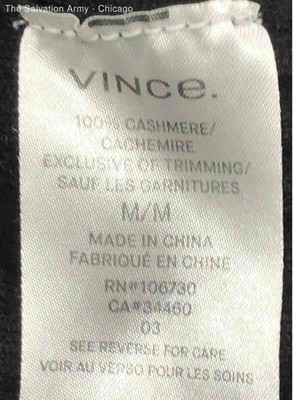 The Salvation Army - Chicago
VINCE.
100% CASHMERE/
CACHEMIRE
EXCLUSIVE OF TRIMMING/
SAUF LES GARNITURES
M/M
MADE IN CHINA
FABRIQUÉ EN CHINE
RN#106730
CA#34460
03
SEE REVERSE FOR CARE
VOIR AU VERSO POUR LES SOINS